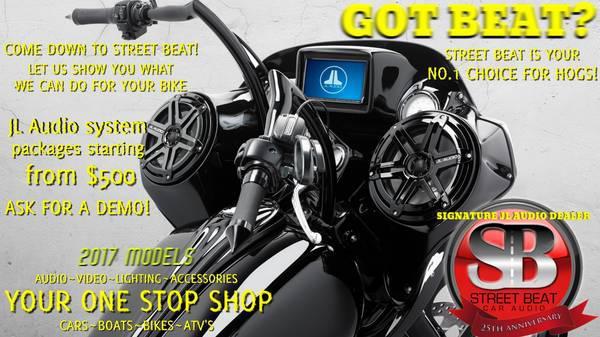 GOT BEAT?
COME DOWN TO STREET BEAT!
LET US SHOW YOU WHAT
WE CAN DO FOR YOUR BIKE
STREET BEAT IS YOUR
NO.1 CHOICE FOR HOGS!
JL Audio system
packages starting
from $500
ASK FOR A DEMO!
SIGNATURE JL AUDIO DEALER
SB
STREET BEAT
CAR AUDIO
25TH ANNIVERSARY
2017 MODELS
AUDIO~VIDEO~LIGHTING~ACCESSORIES
YOUR ONE STOP SHOP
CARS~BOATS~BIKES~ATV'S